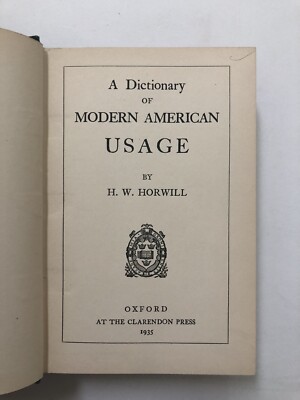 A Dictionary
OF
MODERN AMERICAN
USAGE
BY
H. W. HORWILL
OXFORD
AT THE CLARENDON PRESS
1935